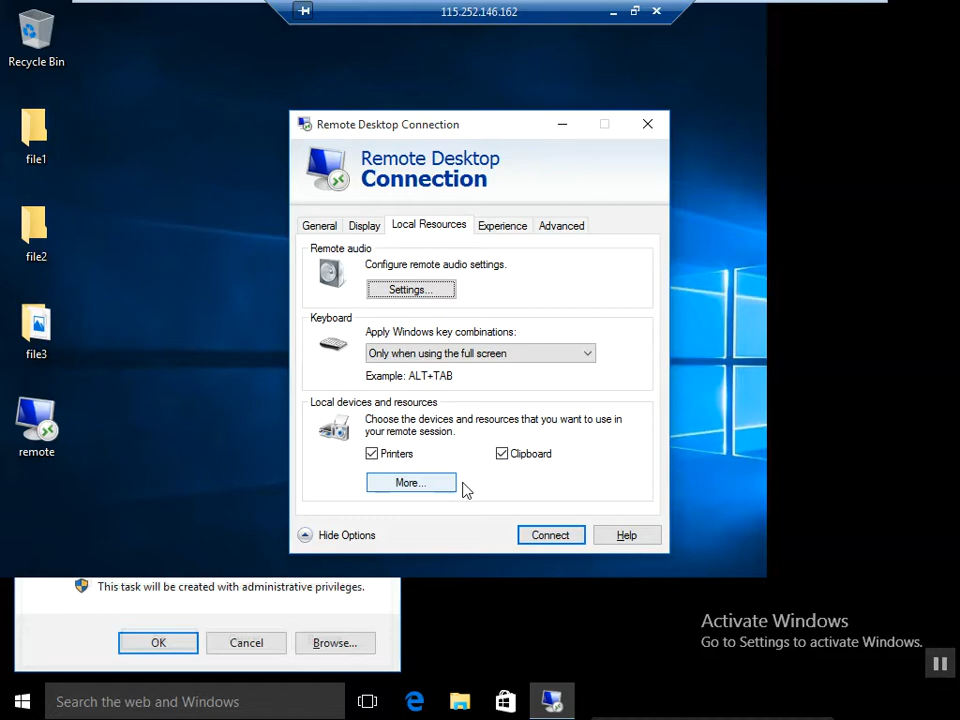 115.252.146.162
Recycle Bin
file1
file2
file3
remote
Remote Desktop Connection
Remote Desktop
Connection
General Display Local Resources Experience Advanced
Remote audio
Configure remote audio settings.
Settings...
Keyboard
Apply Windows key combinations:
Only when using the full screen
Example: ALT+TAB
Local devices and resources
Choose the devices and resources that you want to use in
your remote session.
Printers Clipboard
More...
Hide Options Connect Help
This task will be created with administrative privileges.
OK Cancel Browse...
Activate Windows
Go to Settings to activate Windows.
Search the web and Windows